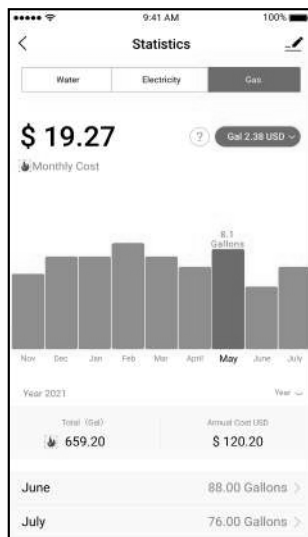 9:41 AM 100%
Statistics
Water Electricity Gas
$ 19.27 ? Gal 2.38 USD
Monthly Cost
8.1
Gallons
Nov Dec Jan Feb Mar April May June July
Year 2021 Year
Total (Gal) Annual Cost USD
659.20 $ 120.20
June 88.00 Gallons
July 76.00 Gallons